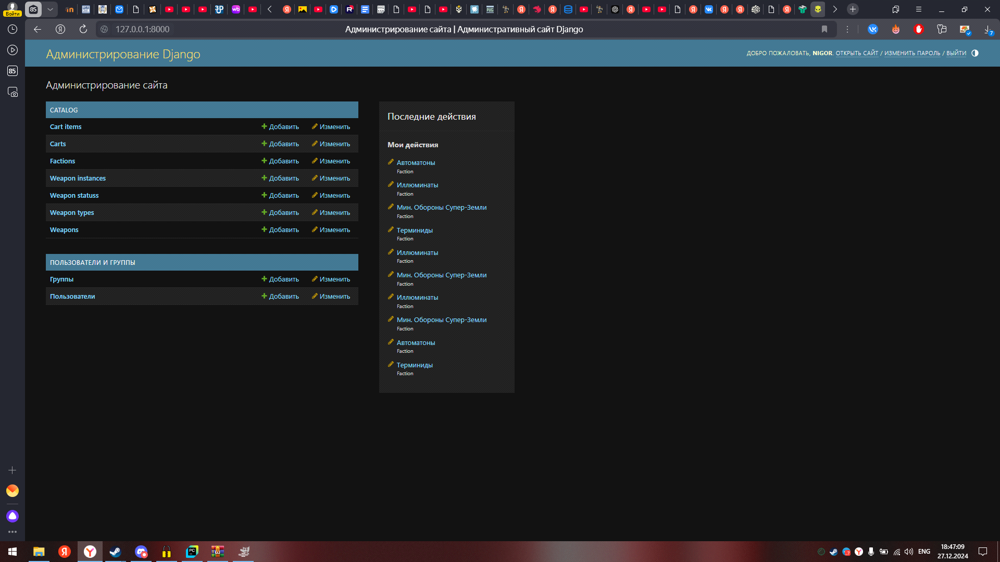 Войти
85
127.0.0.1:8000
Администрирование сайта | Административный сайт Django
7
85
Администрирование Django
ДОБРО ПОЖАЛОВАТЬ, NIGOR. ОТКРЫТЬ САЙТ / ИЗМЕНИТЬ ПАРОЛЬ / ВЫЙТИ
Администрирование сайта
CATALOG
Cart items Добавить Изменить
Carts Добавить Изменить
Factions Добавить Изменить
Weapon instances Добавить Изменить
Weapon statuss Добавить Изменить
Weapon types Добавить Изменить
Weapons Добавить Изменить
ПОЛЬЗОВАТЕЛИ И ГРУППЫ
Группы Добавить Изменить
Пользователи Добавить Изменить
Последние действия
Мои действия
Автоматоны
Faction
Иллюминаты
Faction
Мин. Обороны Супер-Земли
Faction
Терминиды
Faction
Иллюминаты
Faction
Мин. Обороны Супер-Земли
Faction
Иллюминаты
Faction
Мин. Обороны Супер-Земли
Faction
Автоматоны
Faction
Терминиды
Faction
ENG
18:47:09
27.12.2024